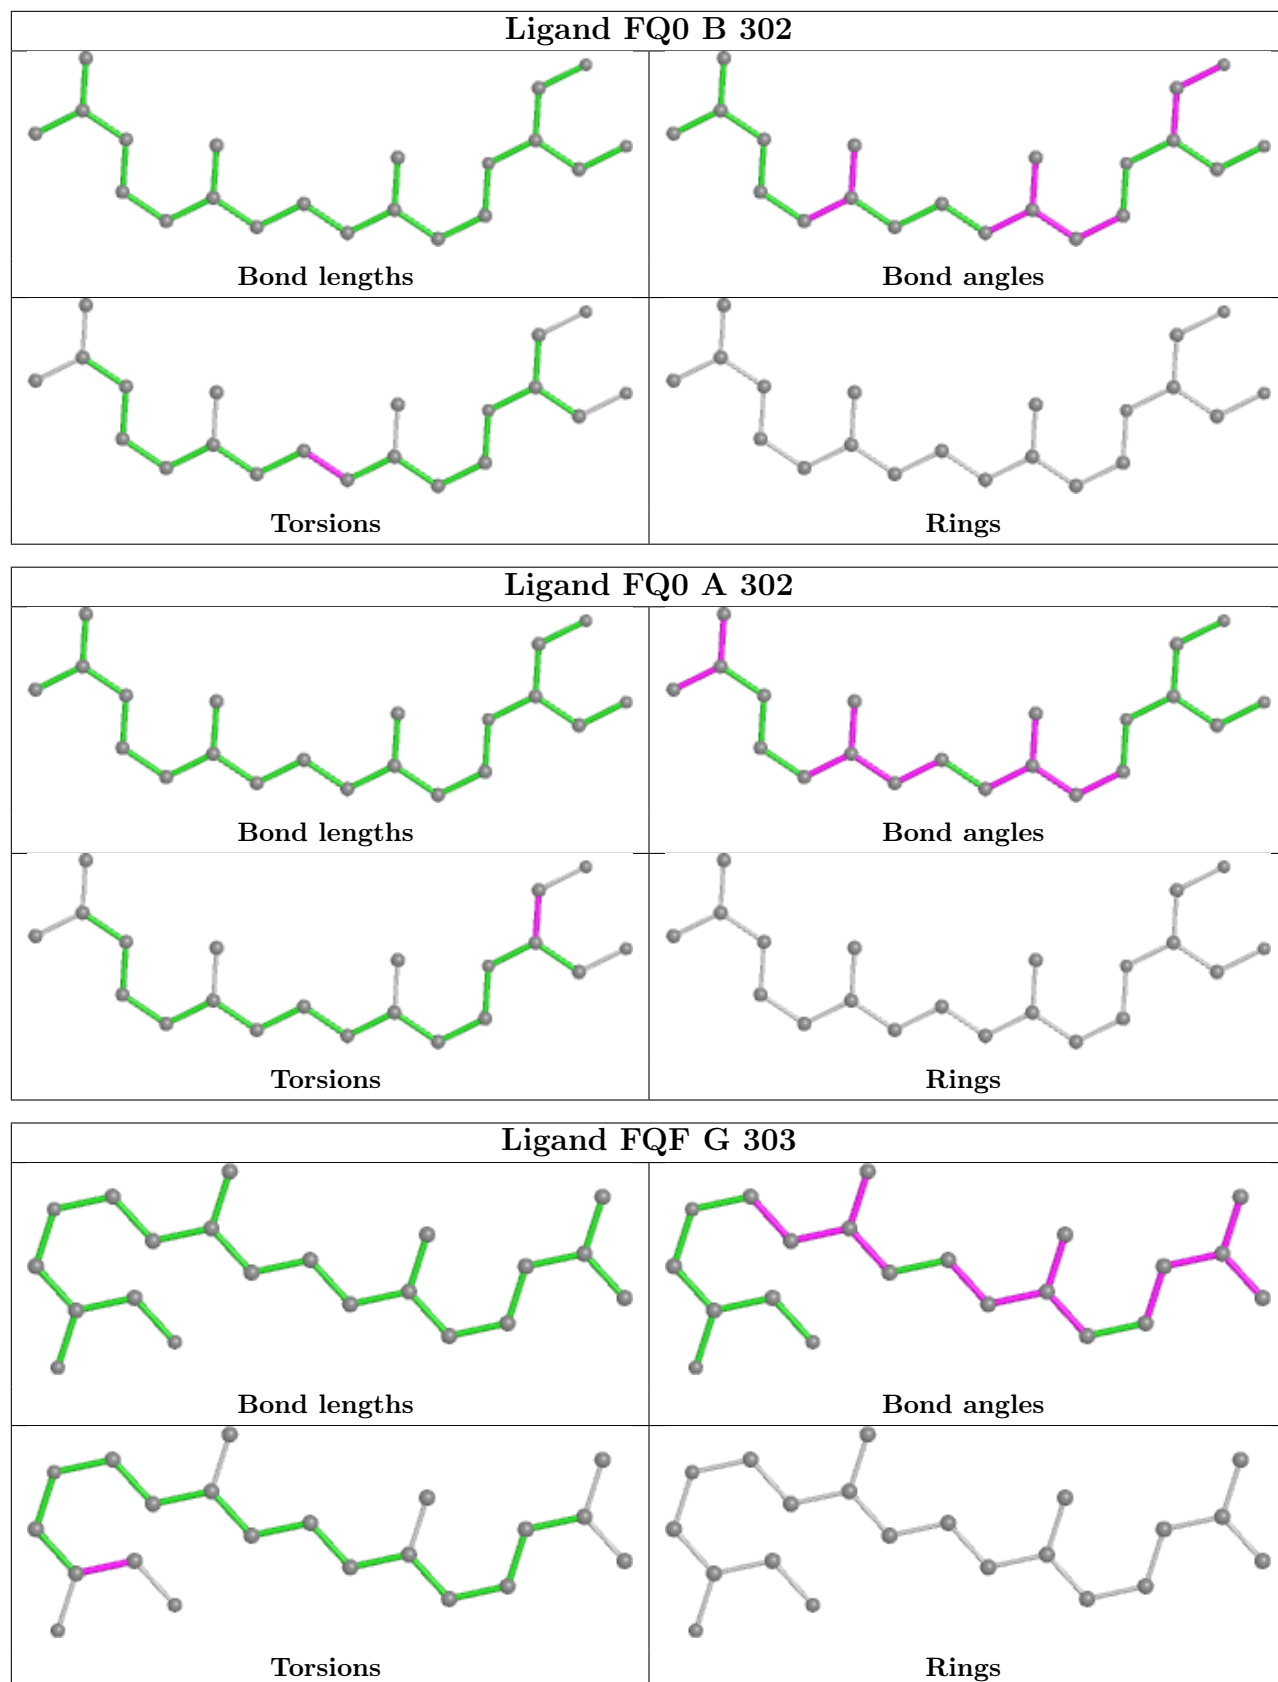 Ligand FQ0 B 302
Bond lengths
Bond angles
Torsions
Rings
Ligand FQ0 A 302
Bond lengths
Bond angles
Torsions
Rings
Ligand FQF G 303
Bond lengths
Bond angles
Torsions
Rings